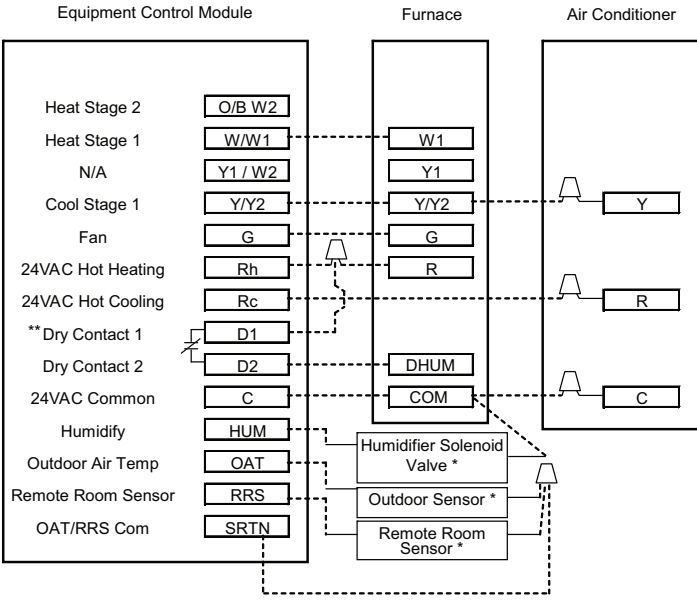 Equipment Control Module Furnace Air Conditioner
Heat Stage 2 O/B W2
Heat Stage 1 W/W1 W1
N/A Y1 / W2 Y1
Cool Stage 1 Y/Y2 Y/Y2 Y
Fan G G
24VAC Hot Heating Rh R
24VAC Hot Cooling Rc R
**Dry Contact 1 D1
Dry Contact 2 D2 DHUM
24VAC Common C COM C
Humidify HUM
Humidifier Solenoid
Valve *
Outdoor Air Temp OAT
Outdoor Sensor *
Remote Room Sensor RRS
Remote Room
Sensor *
OAT/RRS Com SRTN